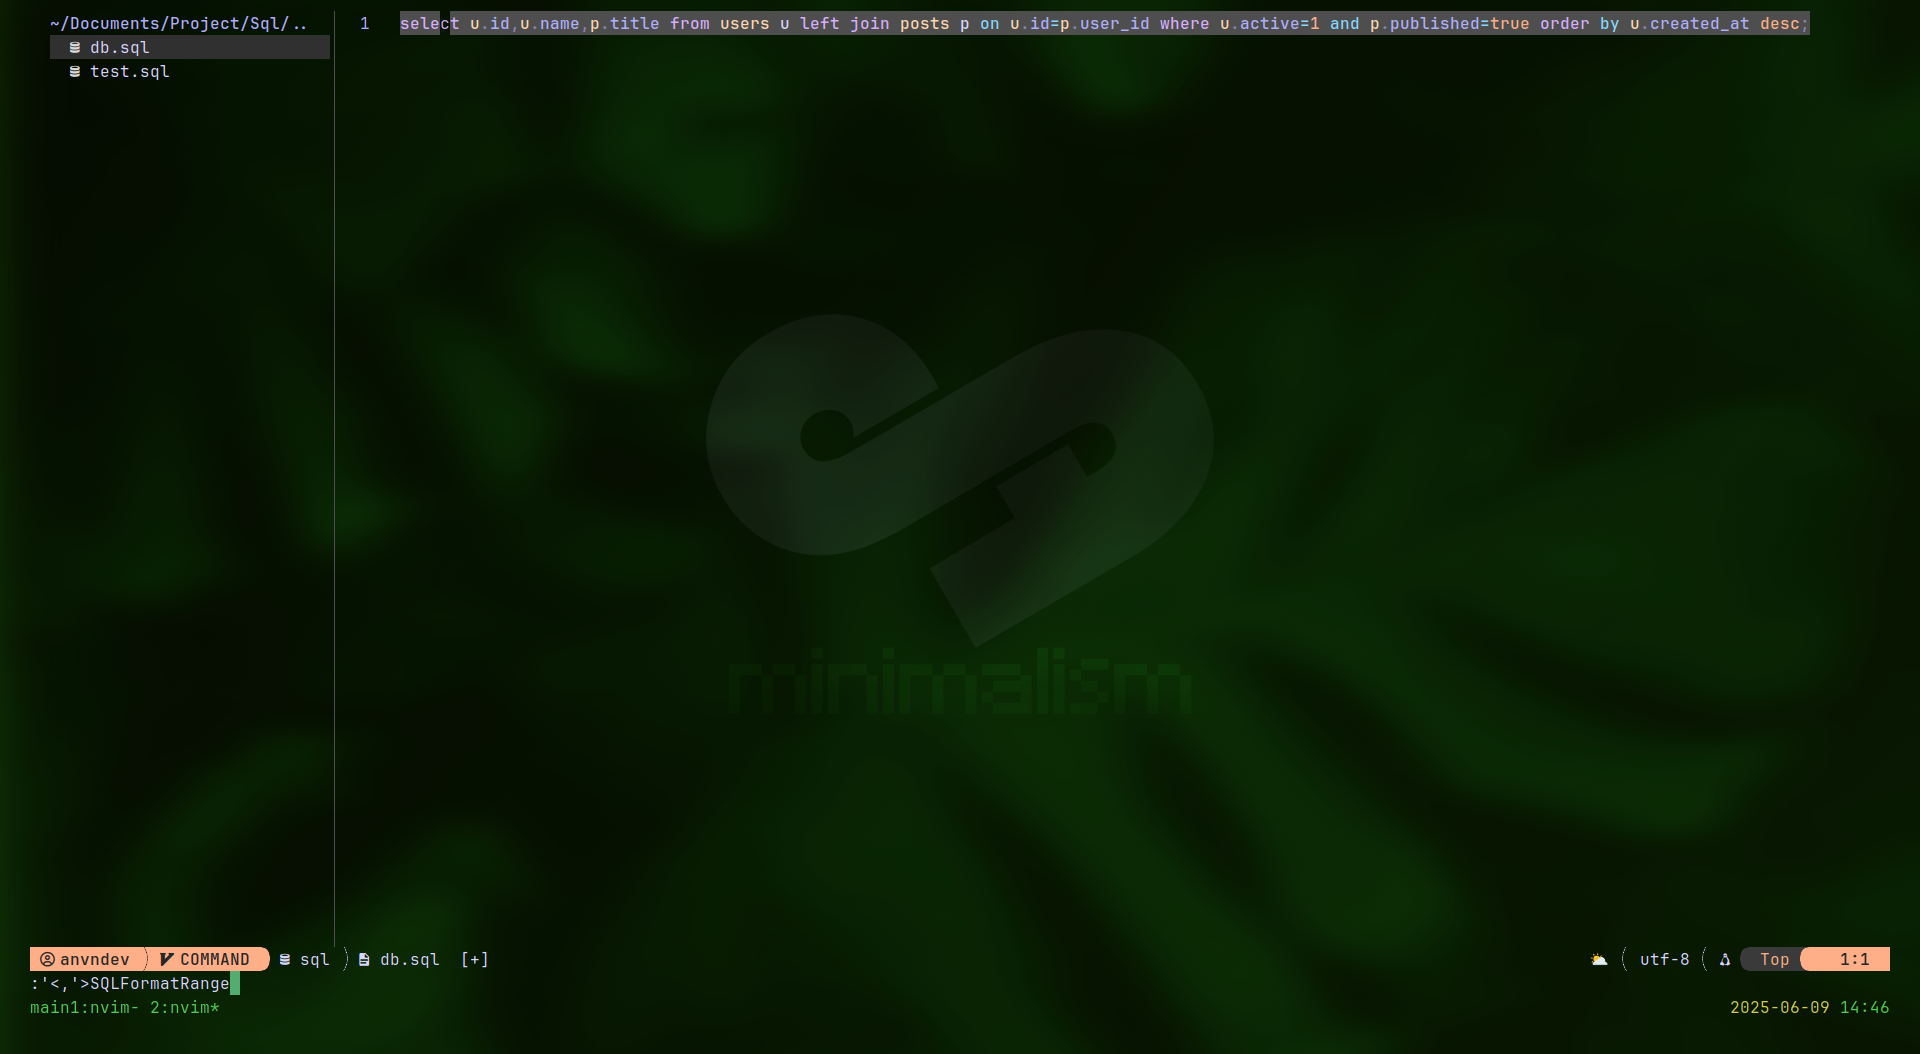 ~/Documents/Project/Sql/..
db.sql
test.sql
1 select u.id,u.name,p.title from users u left join posts p on u.id=p.user_id where u.active=1 and p.published=true order by u.created_at desc;
minimalism
anvndev COMMAND sql db.sql [+] utf-8 Top 1:1
:'<,'>SQLFormatRange
main1:nvim- 2:nvim* 2025-06-09 14:46